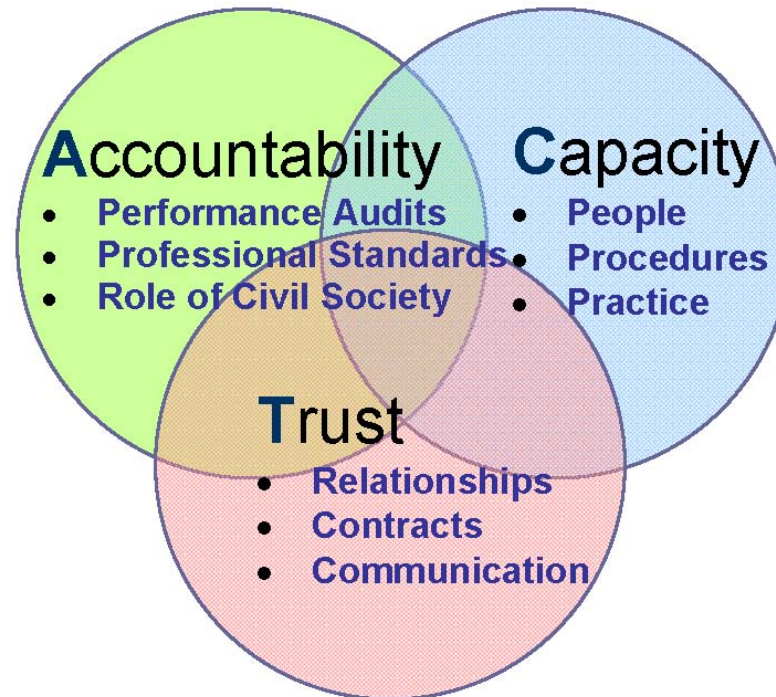 Accountability
• Performance Audits
• Professional Standards
• Role of Civil Society
Capacity
• People
• Procedures
• Practice
Trust
• Relationships
• Contracts
• Communication